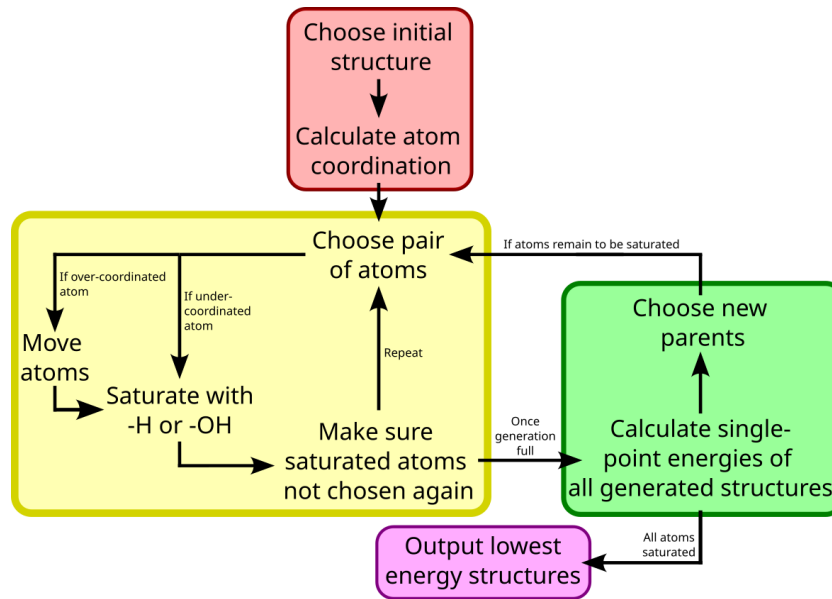 Choose initial
structure
Calculate atom
coordination
Choose pair
of atoms
If atoms remain to be saturated
If over-coordinated
atom
If under-
coordinated
atom
Move
atoms
Saturate with
-H or -OH
Repeat
Make sure
saturated atoms
not chosen again
Once
generation
full
Choose new
parents
Calculate single-
point energies of
all generated structures
All atoms
saturated
Output lowest
energy structures